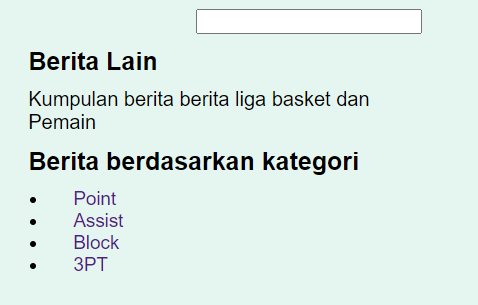 Berita Lain
Kumpulan berita berita liga basket dan
Pemain
Berita berdasarkan kategori
Point
Assist
Block
3PT